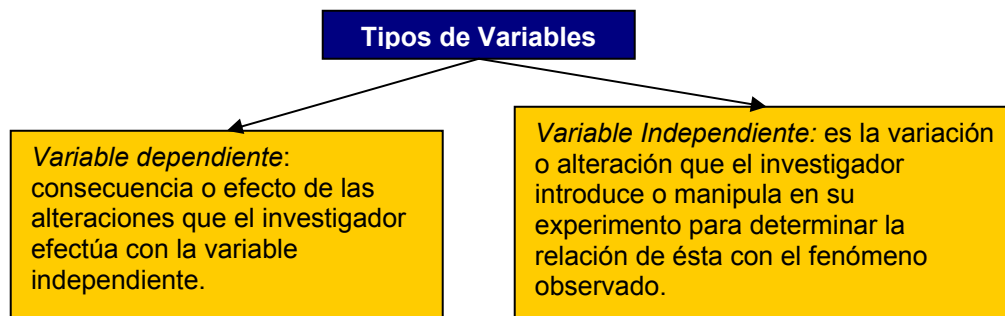 Tipos de Variables
Variable dependiente:
consecuencia o efecto de las
alteraciones que el investigador
efectúa con la variable
independiente.
Variable Independiente: es la variación
o alteración que el investigador
introduce o manipula en su
experimento para determinar la
relación de ésta con el fenómeno
observado.